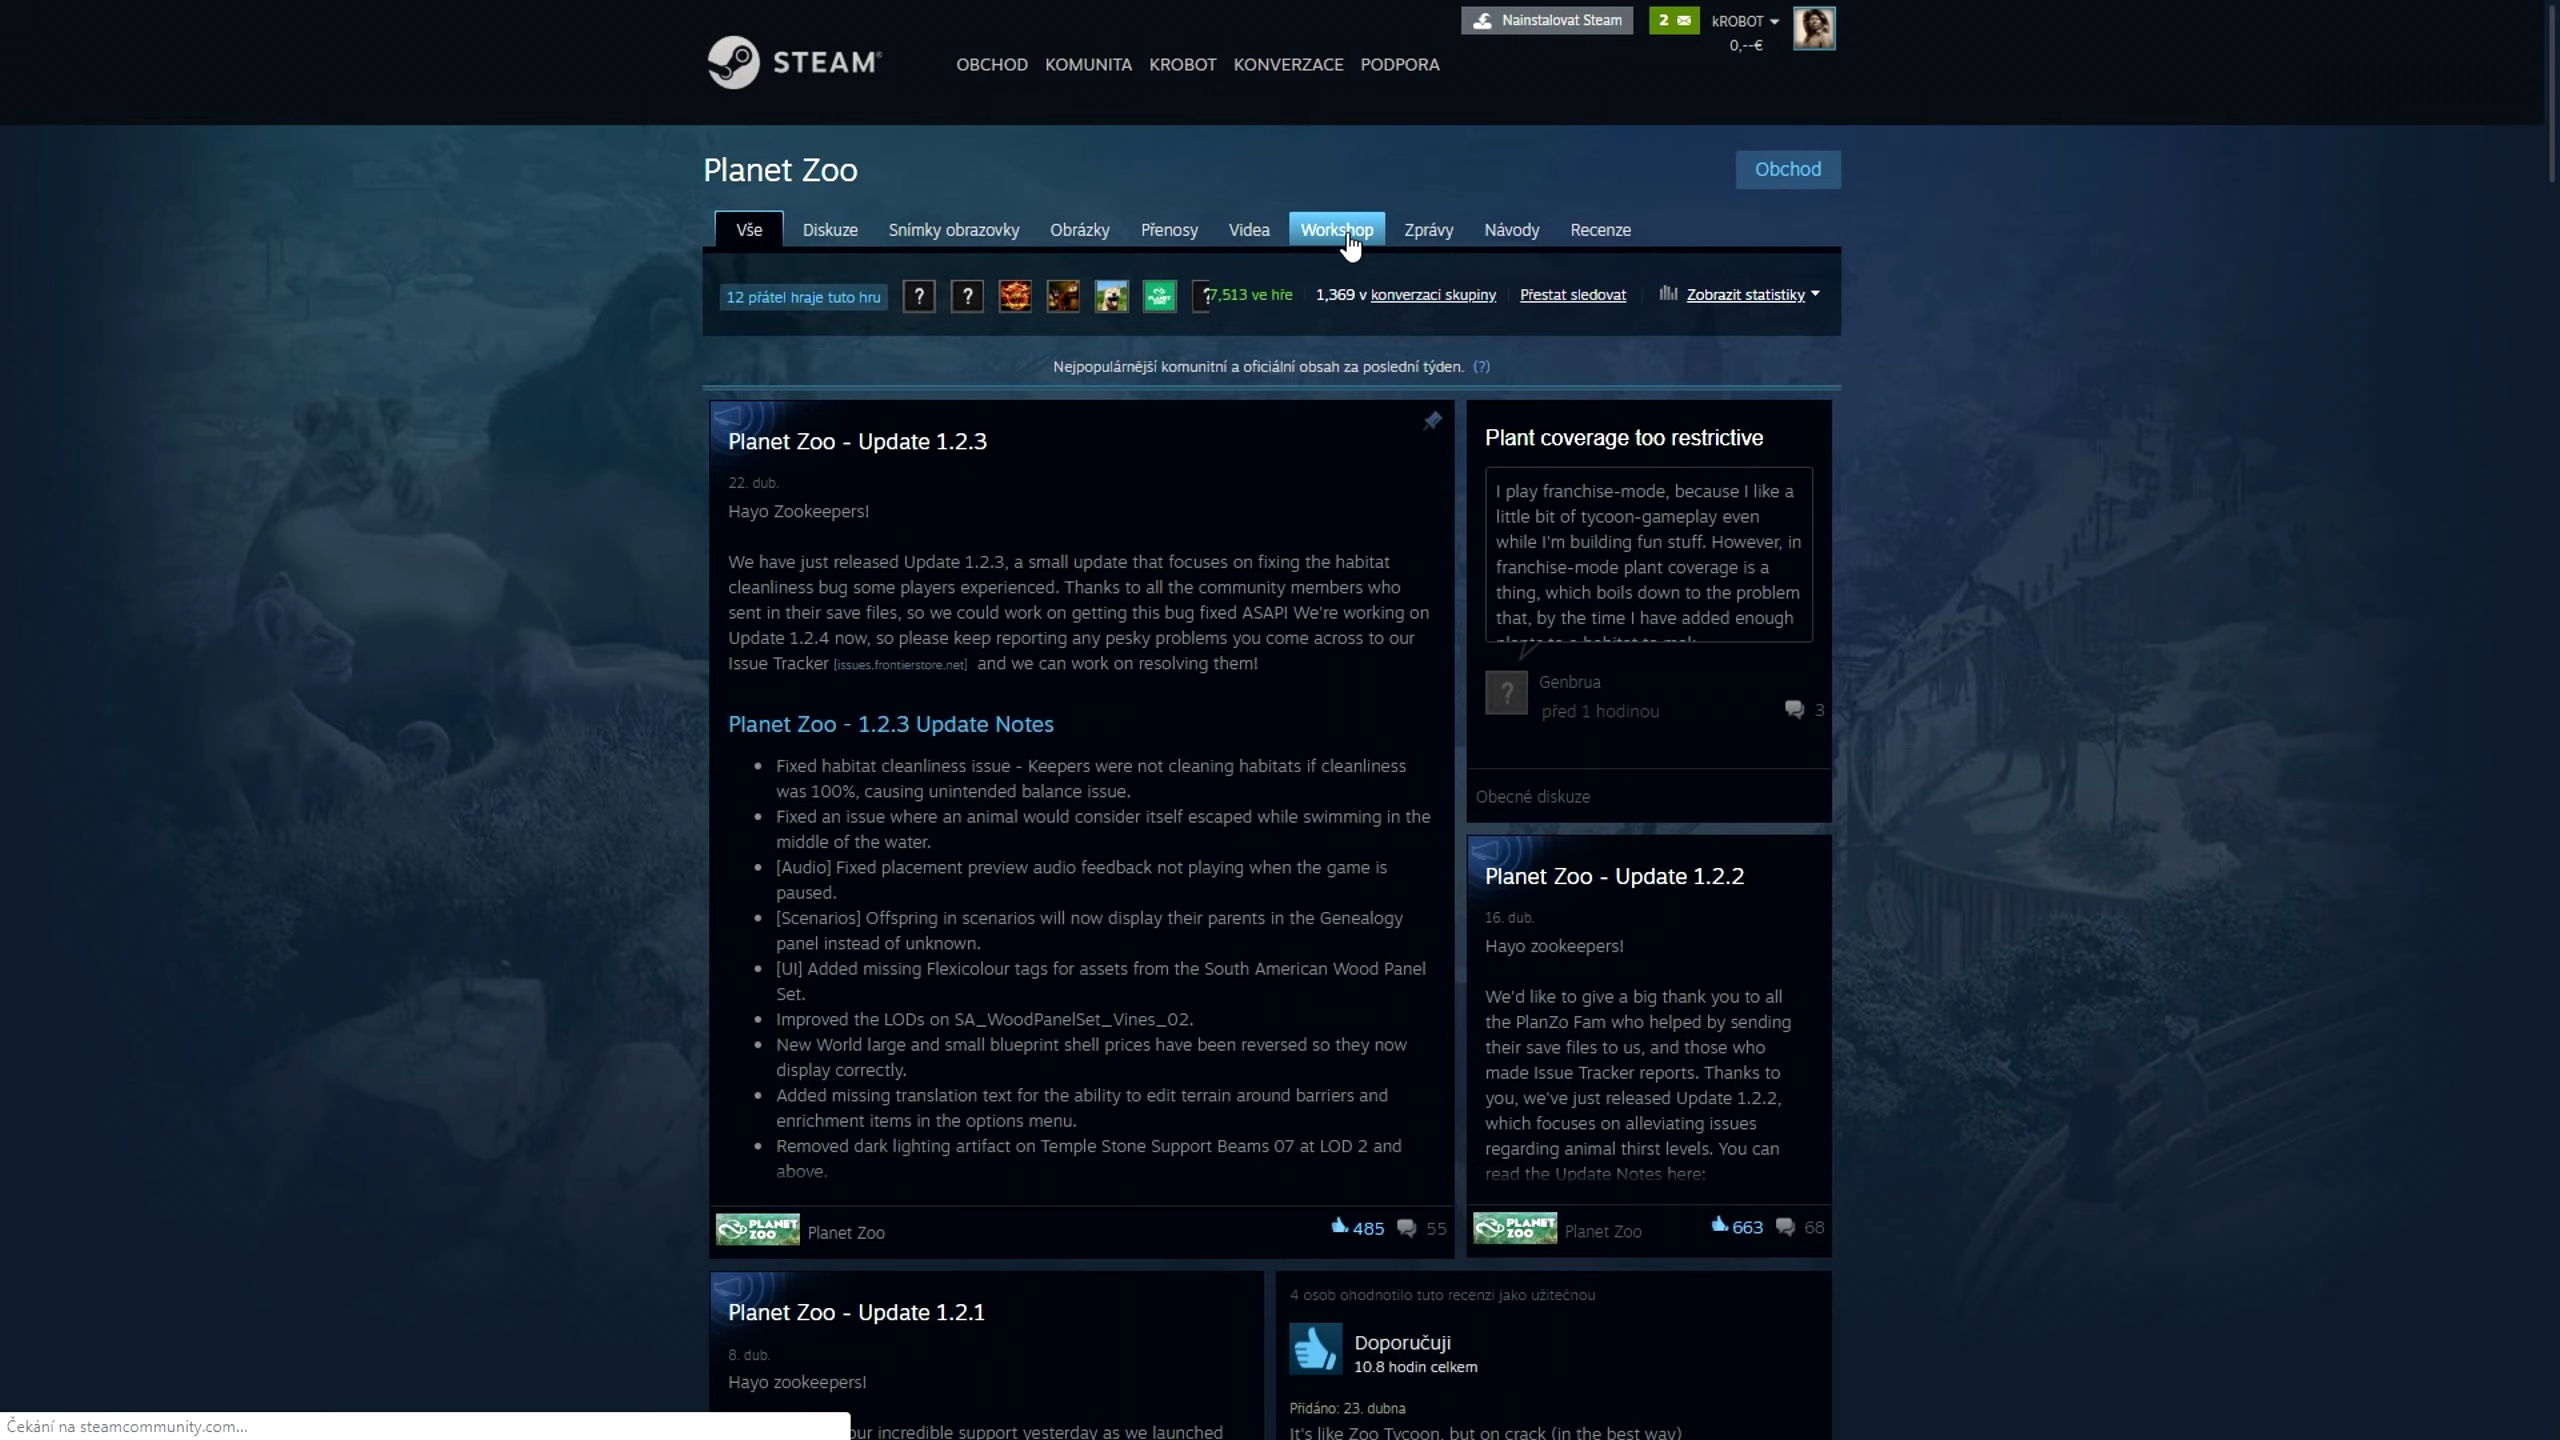 Nainstalovat Steam
2
kROBOT
0,--€
STEAM®
OBCHOD KOMUNITA KROBOT KONVERZACE PODPORA
Planet Zoo
Obchod
Vše Diskuze Snímky obrazovky Obrázky Přenosy Videa Workshop Zprávy Návody Recenze
12 přátel hraje tuto hru
? ? ? 7,513 ve hře 1,369 v konverzaci skupiny Přestat sledovat Zobrazit statistiky
Nejpopulárnější komunitní a oficiální obsah za poslední týden. (?)
Planet Zoo - Update 1.2.3
22. dub.
Hayo Zookeepers!
We have just released Update 1.2.3, a small update that focuses on fixing the habitat
cleanliness bug some players experienced. Thanks to all the community members who
sent in their save files, so we could work on getting this bug fixed ASAP! We're working on
Update 1.2.4 now, so please keep reporting any pesky problems you come across to our
Issue Tracker [issues.frontierstore.net] and we can work on resolving them!
Planet Zoo - 1.2.3 Update Notes
• Fixed habitat cleanliness issue - Keepers were not cleaning habitats if cleanliness
was 100%, causing unintended balance issue.
• Fixed an issue where an animal would consider itself escaped while swimming in the
middle of the water.
• [Audio] Fixed placement preview audio feedback not playing when the game is
paused.
• [Scenarios] Offspring in scenarios will now display their parents in the Genealogy
panel instead of unknown.
• [UI] Added missing Flexicolour tags for assets from the South American Wood Panel
Set.
• Improved the LODs on SA_WoodPanelSet_Vines_02.
• New World large and small blueprint shell prices have been reversed so they now
display correctly.
• Added missing translation text for the ability to edit terrain around barriers and
enrichment items in the options menu.
• Removed dark lighting artifact on Temple Stone Support Beams 07 at LOD 2 and
above.
PLANET ZOO
Planet Zoo
485 55
Plant coverage too restrictive
I play franchise-mode, because I like a
little bit of tycoon-gameplay even
while I'm building fun stuff. However, in
franchise-mode plant coverage is a
thing, which boils down to the problem
that, by the time I have added enough
plants to a habitat to mak
?
Genbrua
před 1 hodinou
3
Obecné diskuze
Planet Zoo - Update 1.2.2
16. dub.
Hayo zookeepers!
We'd like to give a big thank you to all
the PlanZo Fam who helped by sending
their save files to us, and those who
made Issue Tracker reports. Thanks to
you, we've just released Update 1.2.2,
which focuses on alleviating issues
regarding animal thirst levels. You can
read the Update Notes here:
PLANET ZOO
Planet Zoo
663 68
Planet Zoo - Update 1.2.1
8. dub.
Hayo zookeepers!
our incredible support yesterday as we launched
4 osob ohodnotilo tuto recenzi jako užitečnou
Doporučuji
10.8 hodin celkem
Přidáno: 23. dubna
It's like Zoo Tycoon, but on crack (in the best way)
Čekání na steamcommunity.com...